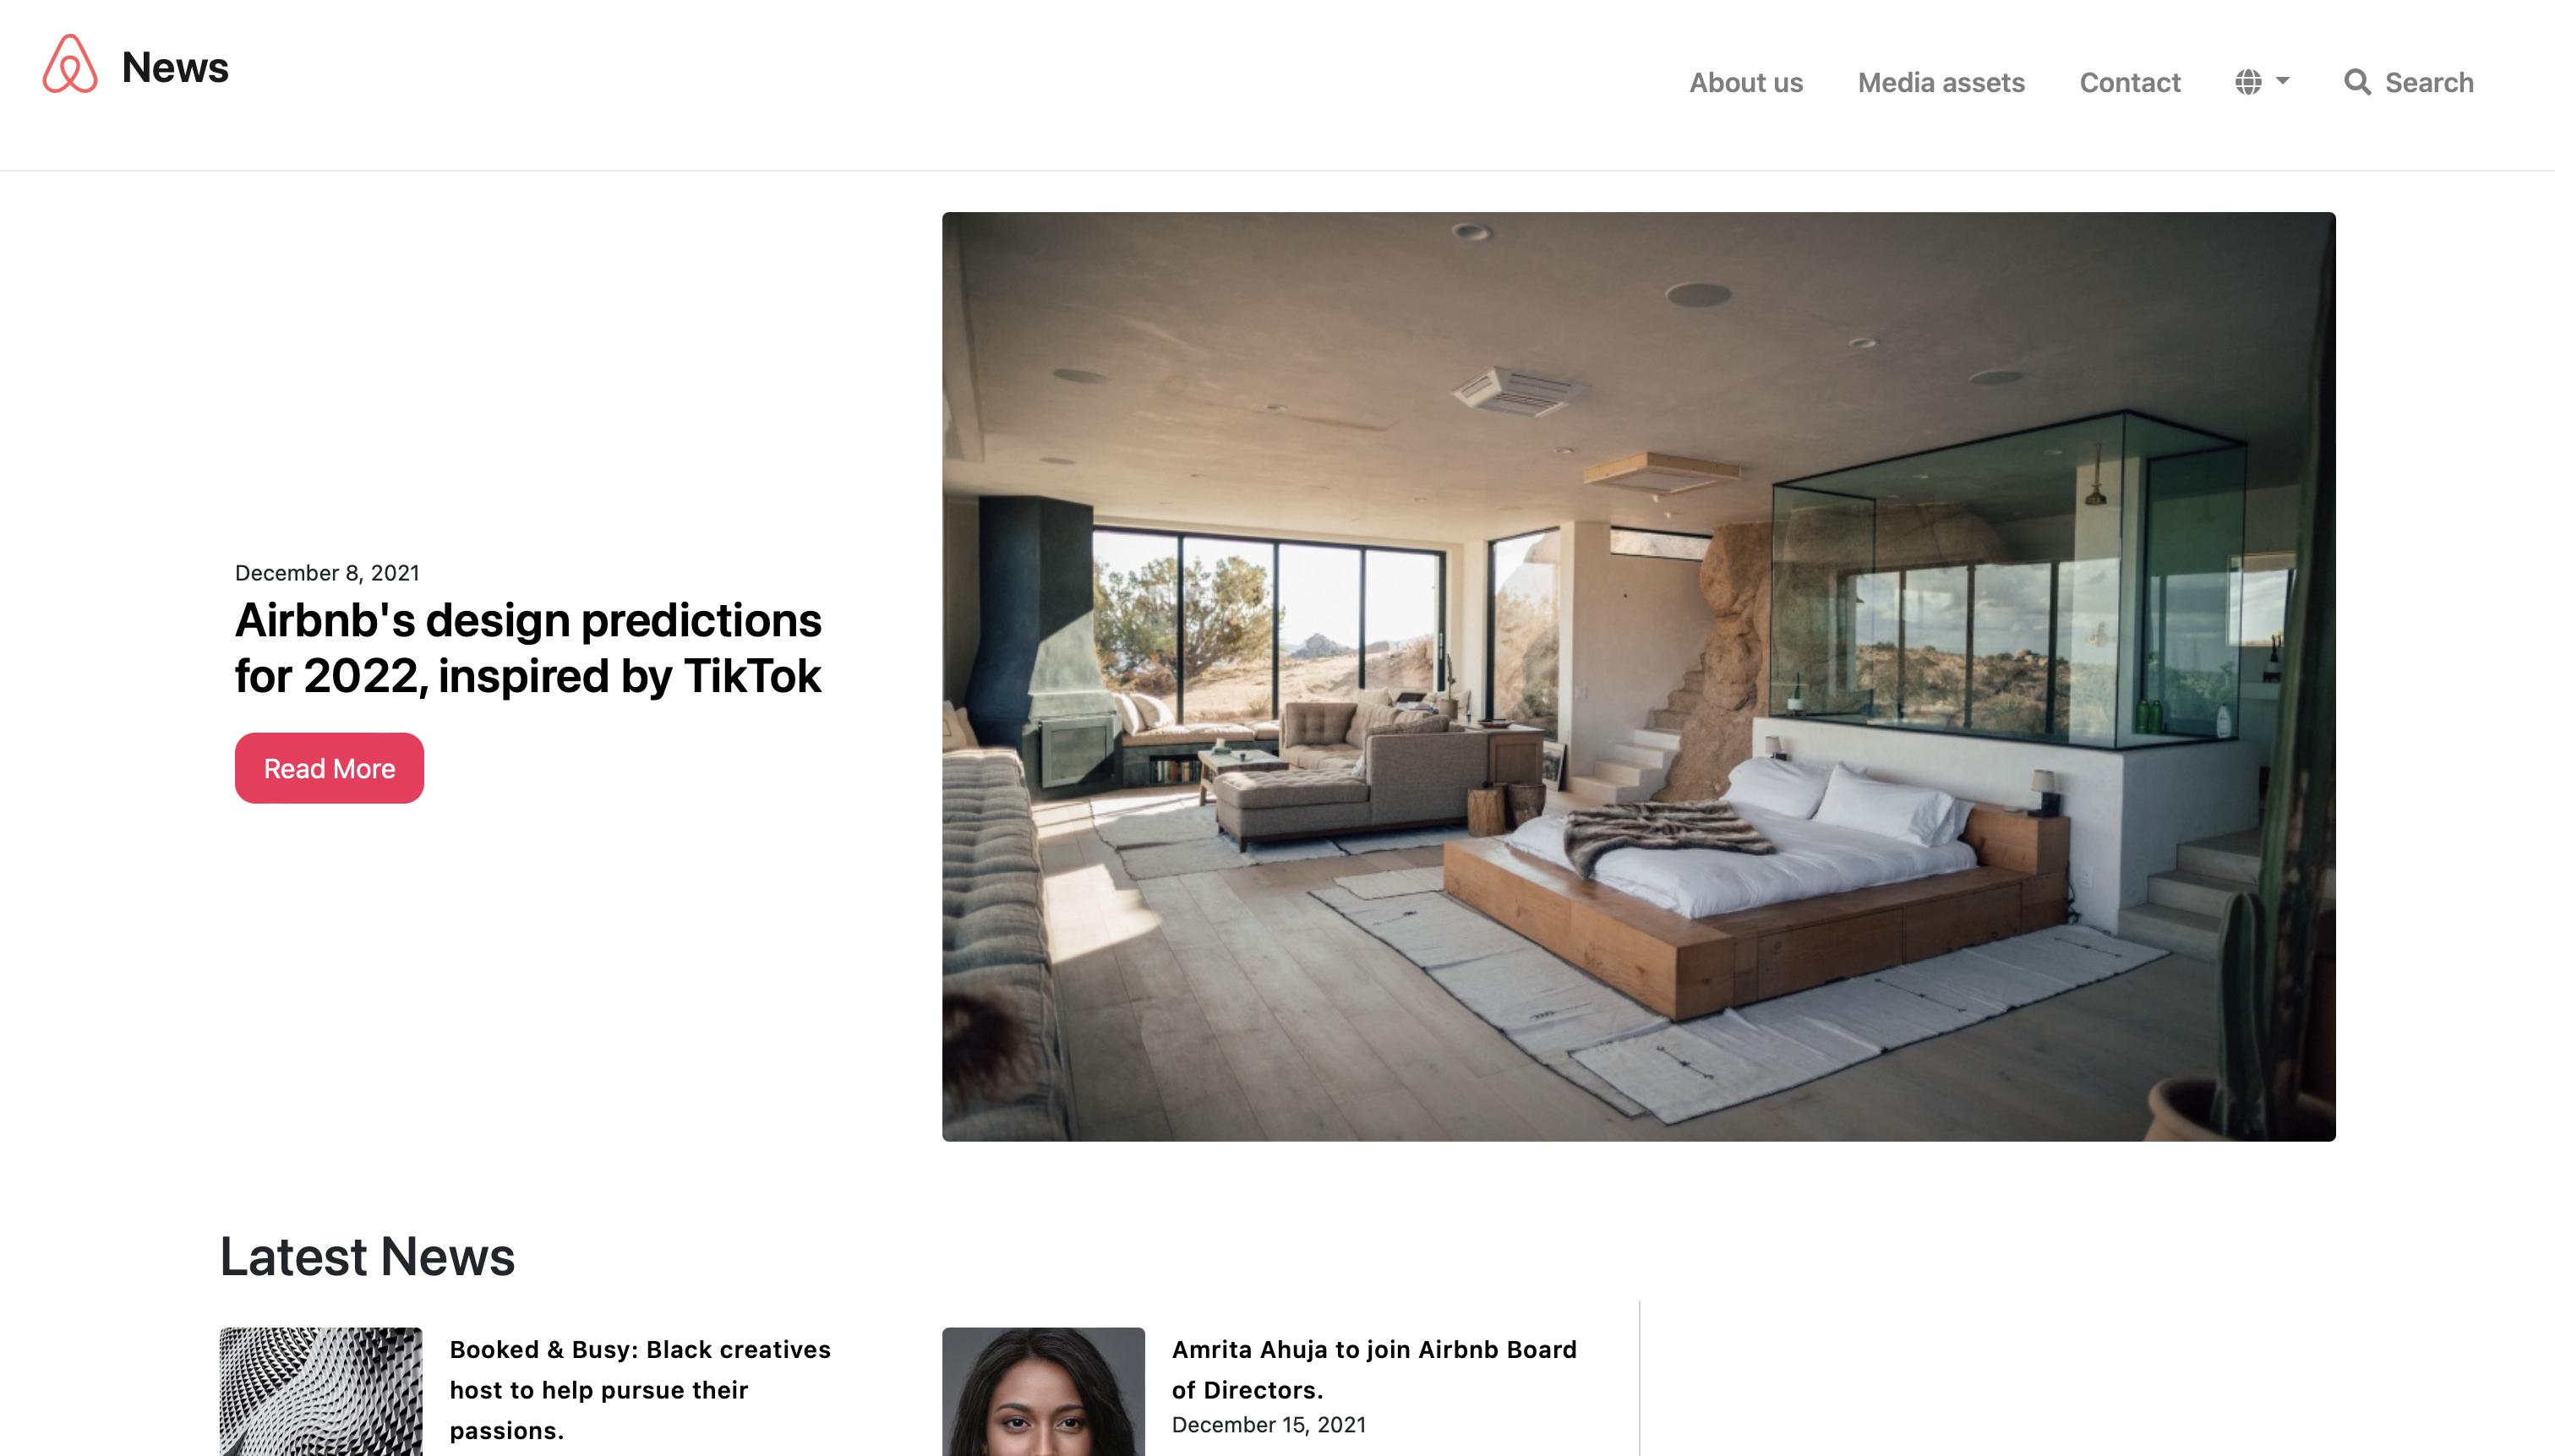 News
About us
Media assets
Contact
Search
December 8, 2021
Airbnb's design predictions
for 2022, inspired by TikTok
Read More
Latest News
Booked & Busy: Black creatives
host to help pursue their
passions.
Amrita Ahuja to join Airbnb Board
of Directors.
December 15, 2021